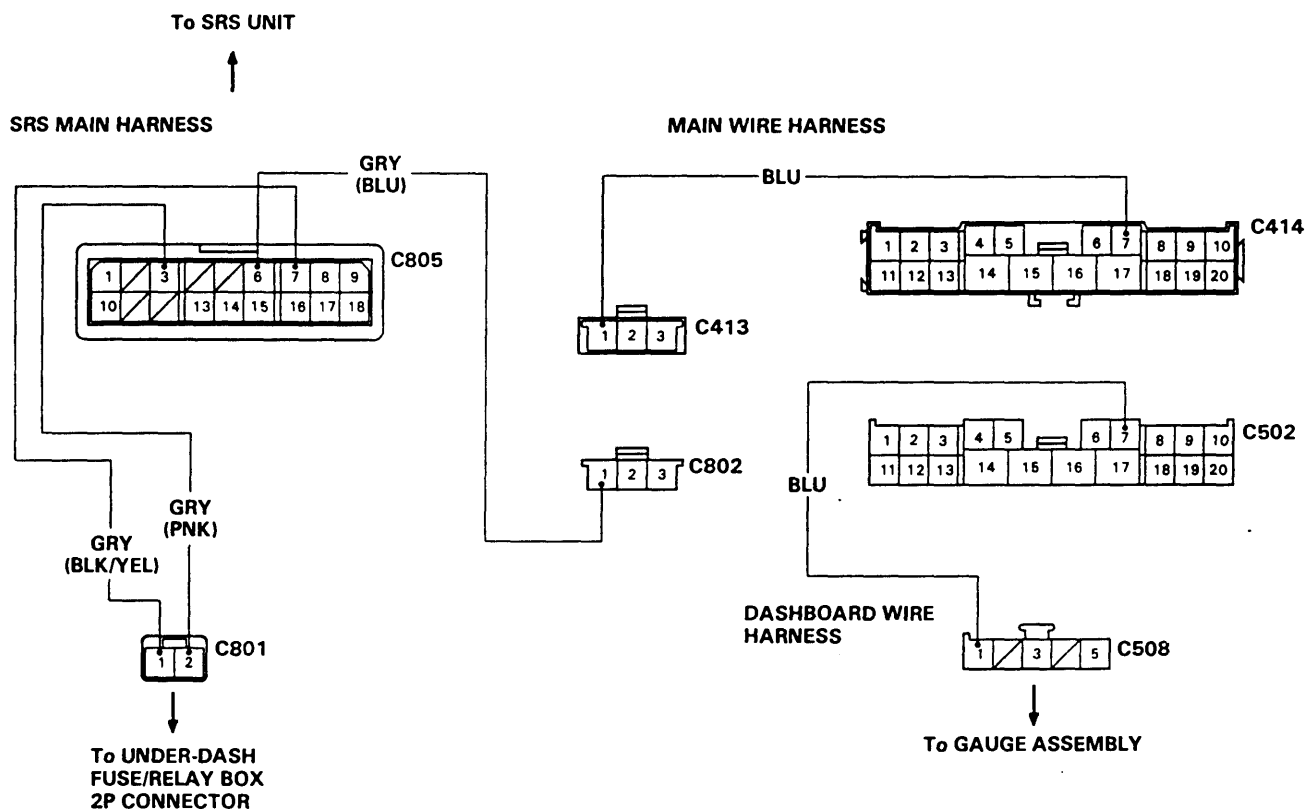 To SRS UNIT
SRS MAIN HARNESS
MAIN WIRE HARNESS
GRY
(BLU)
BLU
C805
1 3 6 7 8 9
10 13 14 15 16 17 18
C414
1 2 3 4 5 6 7 8 9 10
11 12 13 14 15 16 17 18 19 20
C413
1 2 3
C802
1 2 3
C502
1 2 3 4 5 6 7 8 9 10
11 12 13 14 15 16 17 18 19 20
BLU
GRY
(PNK)
GRY
(BLK/YEL)
C801
1 2
DASHBOARD WIRE
HARNESS
C508
1 3 5
To UNDER-DASH
FUSE/RELAY BOX
2P CONNECTOR
To GAUGE ASSEMBLY